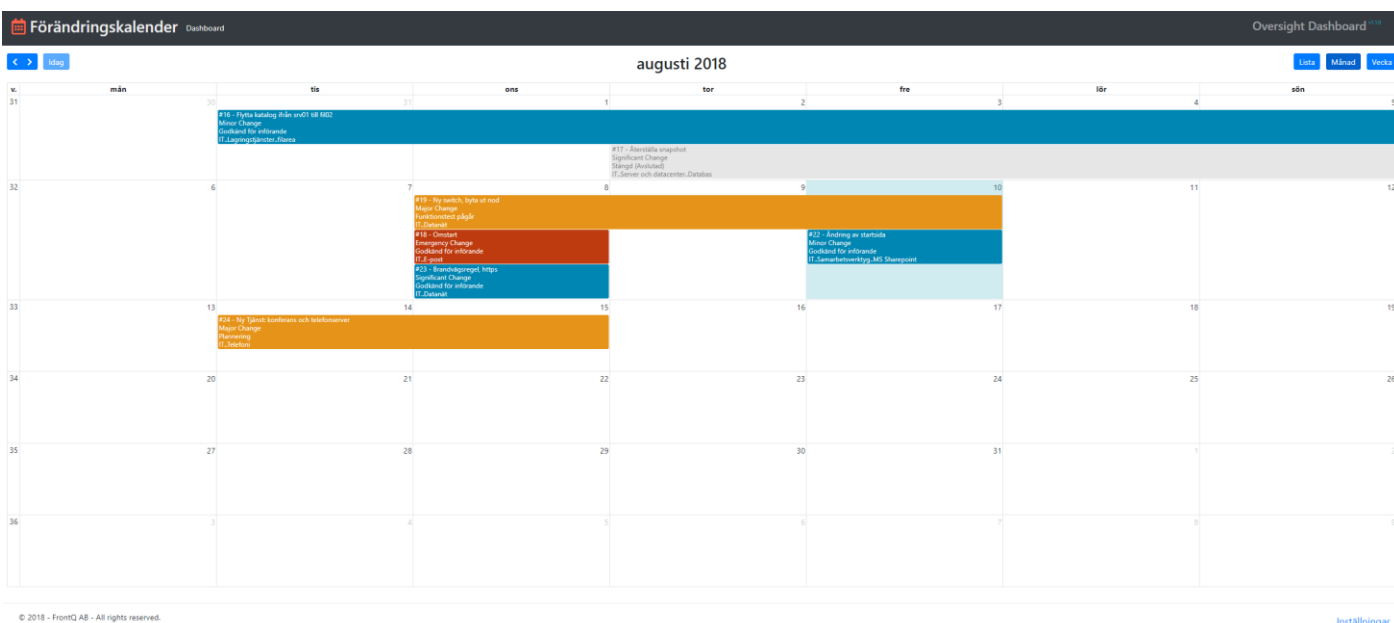 Förändringskalender Dashboard
Oversight Dashboard v1.1.0
Idag
augusti 2018
Lista Månad Vecka
v. mån tis ons tor fre lör sön
31 30 31 1 2 3 4 5
#16 - Flytta katalog ifrån srv01 till fil02
Minor Change
Godkänd för införande
IT..Lagringstjänster..filarea
#17 - Återställa snapshot
Significant Change
Stängd (Avslutad)
IT..Server och datacenter..Databas
32 6 7 8 9 10 11 12
#19 - Ny switch, byta ut nod
Major Change
Funktionstest pågår
IT..Datanät
#18 - Omstart
Emergency Change
Godkänd för införande
IT..E-post
#22 - Ändring av startsida
Minor Change
Godkänd för införande
IT..Samarbetsverktyg..MS Sharepoint
#23 - Brandvägsregel, https
Significant Change
Godkänd för införande
IT..Datanät
33 13 14 15 16 17 18 19
#24 - Ny Tjänst: konferans och telefonserver
Major Change
Plannering
IT..Telefoni
34 20 21 22 23 24 25 26
35 27 28 29 30 31 1 2
36 3 4 5 6 7 8 9
© 2018 - FrontQ AB - All rights reserved.
Inställningar